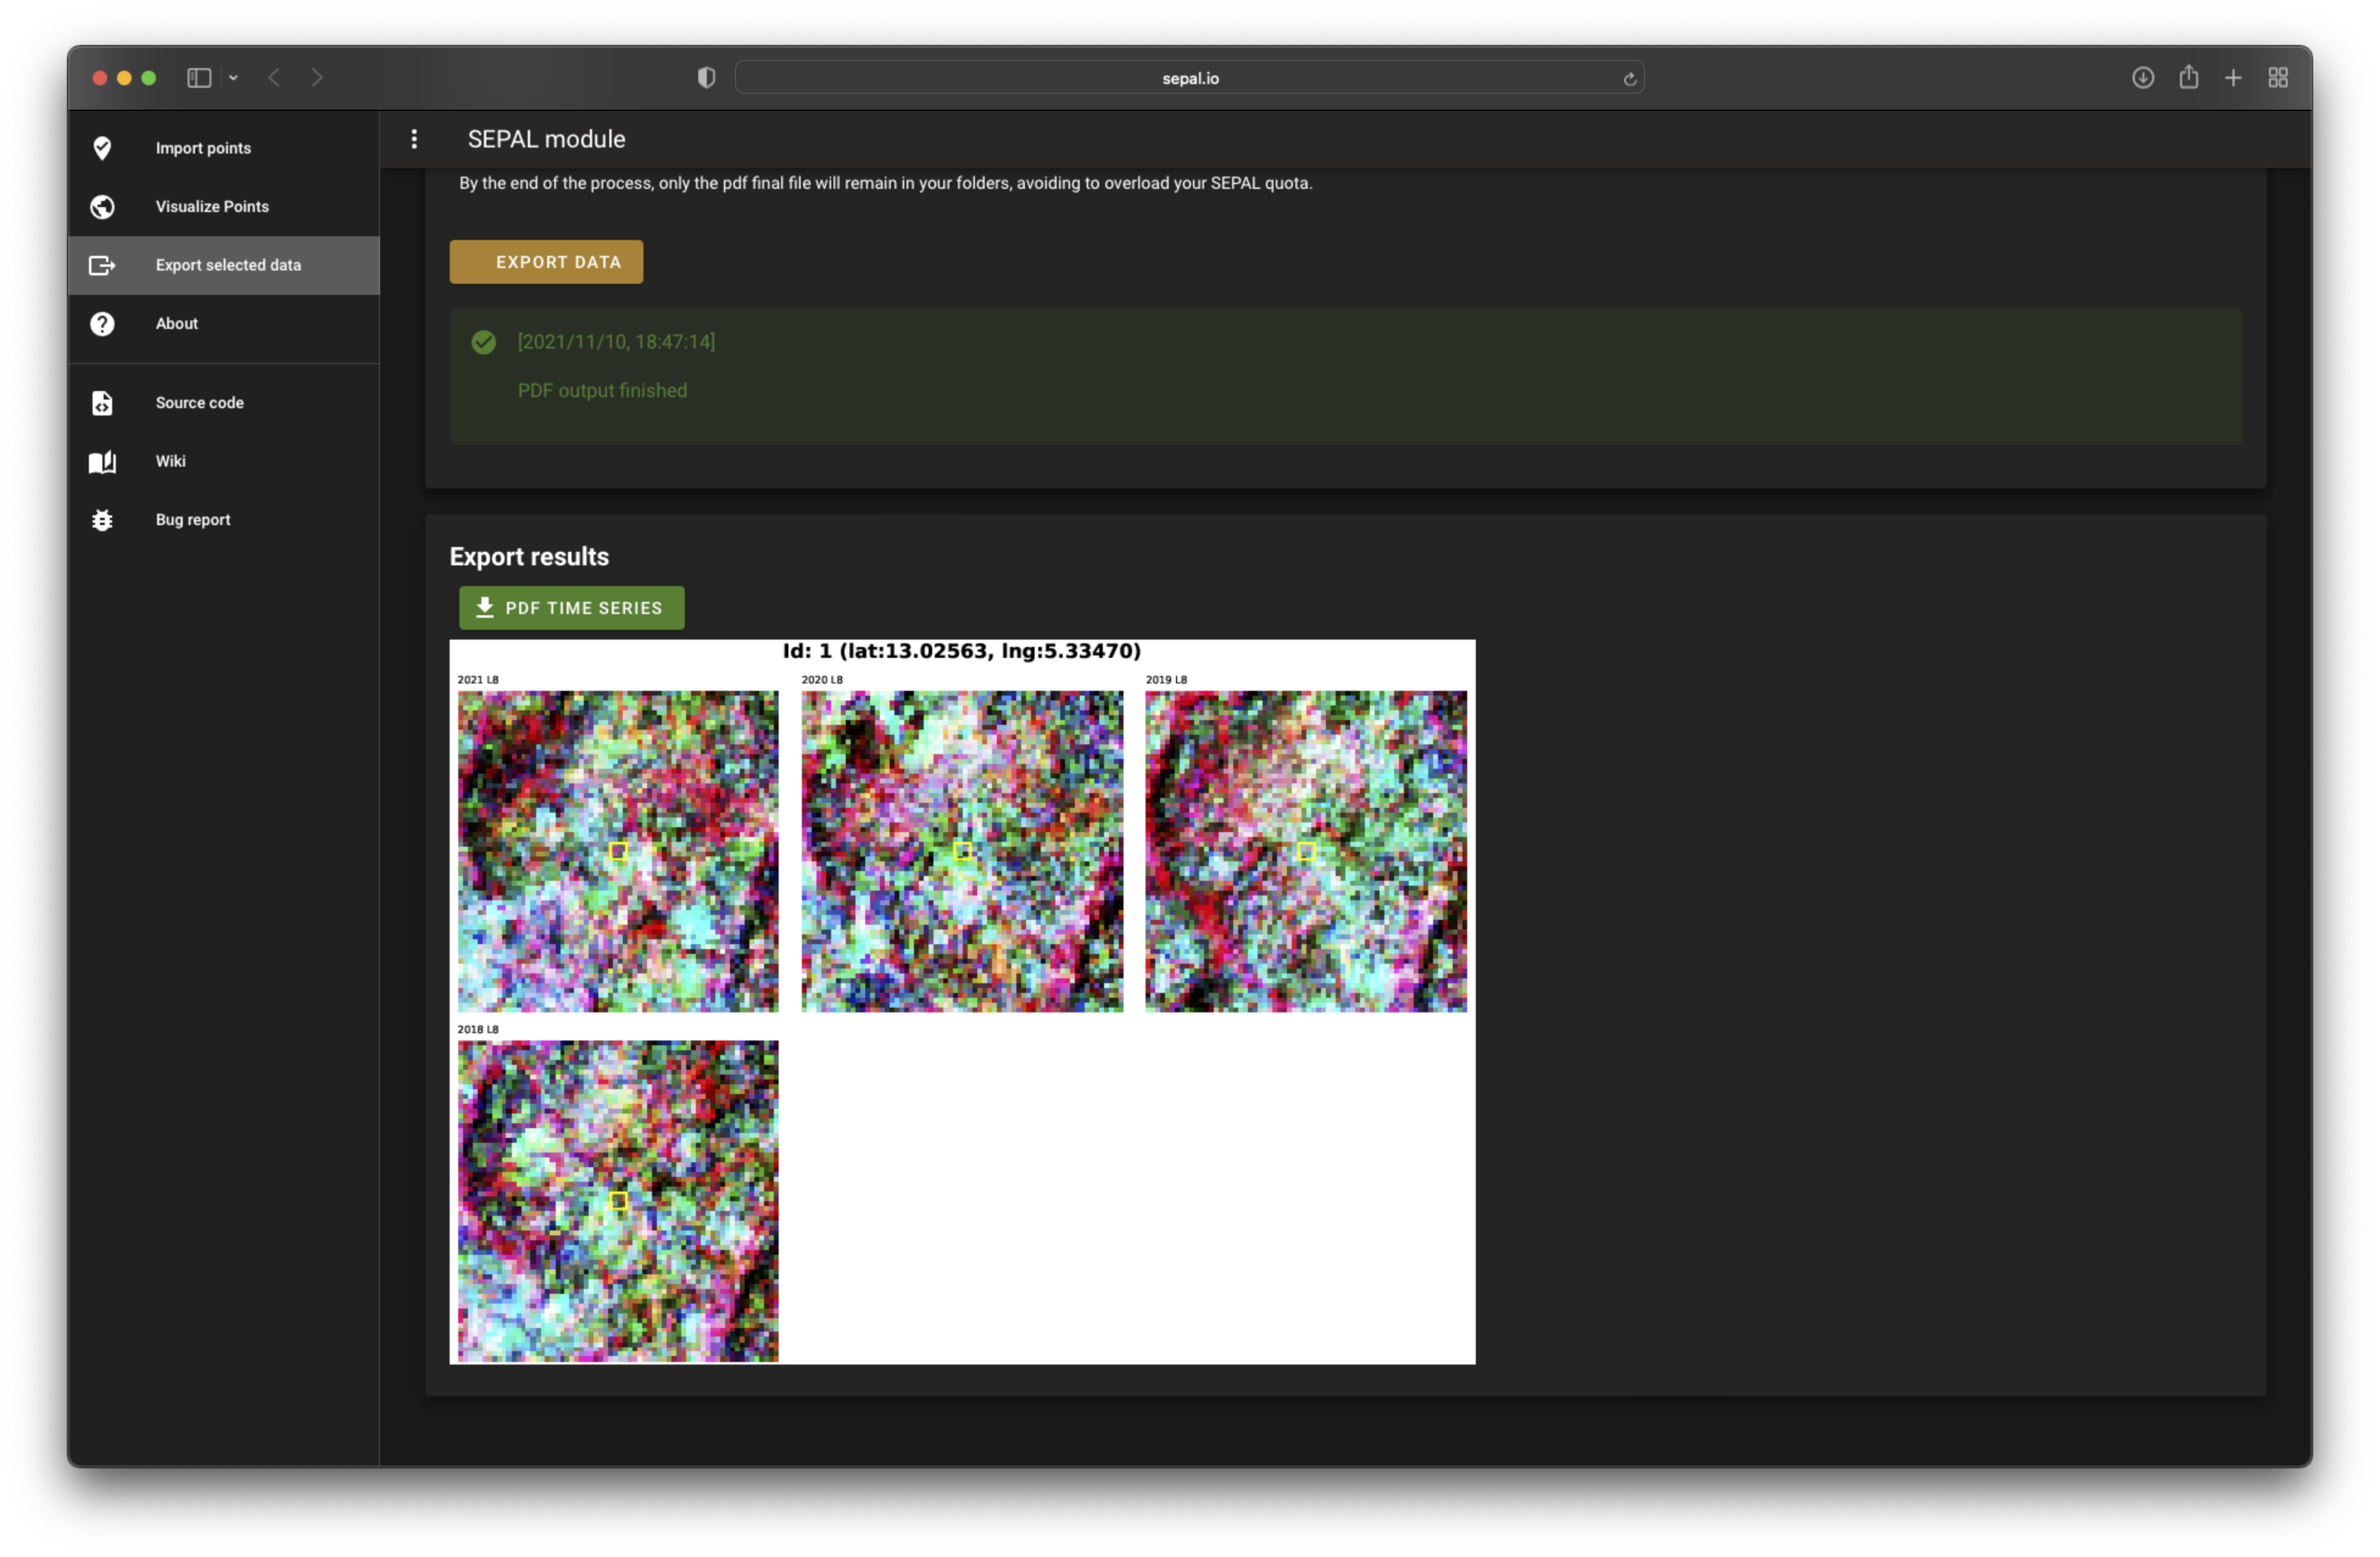 sepal.io
Import points
Visualize Points
Export selected data
About
Source code
Wiki
Bug report
SEPAL module
By the end of the process, only the pdf final file will remain in your folders, avoiding to overload your SEPAL quota.
EXPORT DATA
[2021/11/10, 18:47:14]
PDF output finished
Export results
PDF TIME SERIES
Id: 1 (lat:13.02563, lng:5.33470)
2021 L8
2020 L8
2019 L8
2018 L8